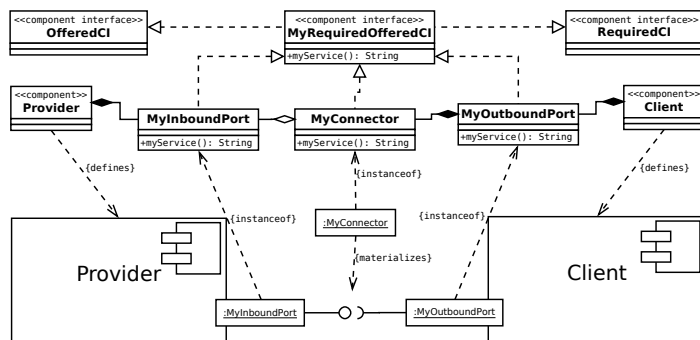 <<component interface>>
OfferedCI
<<component interface>>
MyRequiredOfferedCI
+myService(): String
<<component interface>>
RequiredCI
<<component>>
Provider
MyInboundPort
+myService(): String
MyConnector
+myService(): String
MyOutboundPort
+myService(): String
<<component>>
Client
{defines}
{instanceof}
{defines}
:MyConnector
{instanceof}
{instanceof}
{materializes}
Provider
Client
:MyInboundPort
:MyOutboundPort